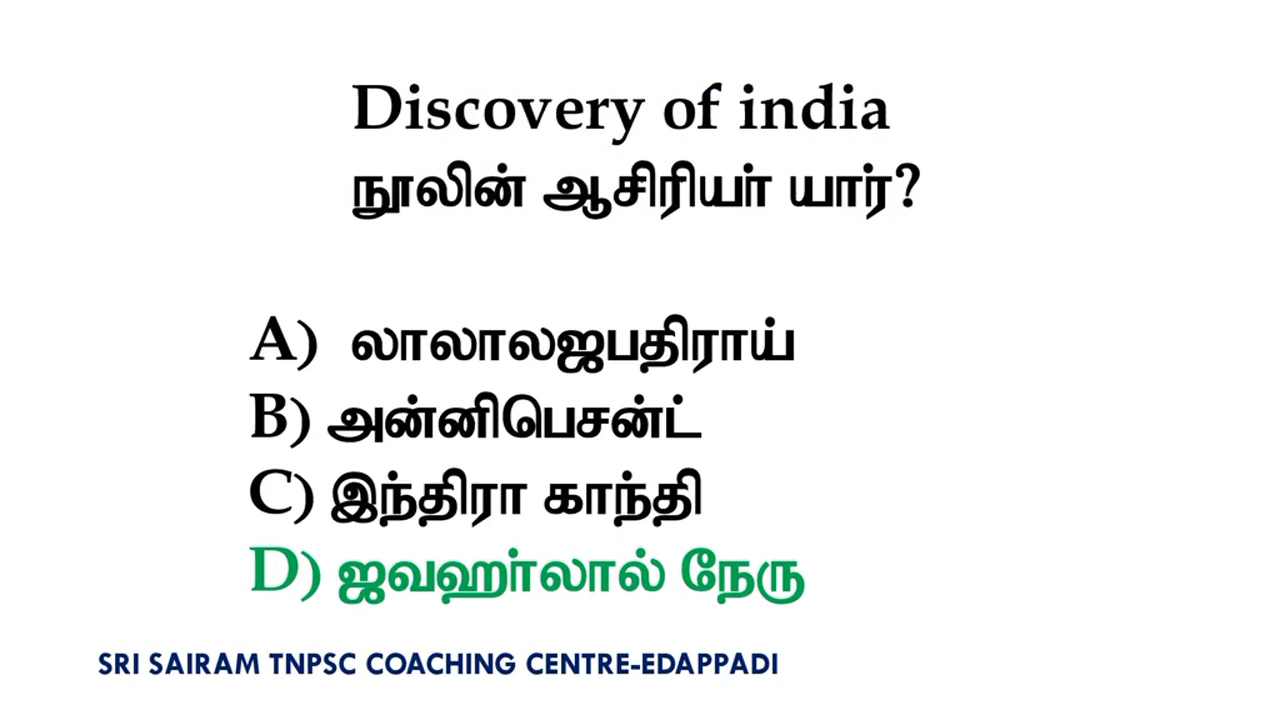 Discovery of india
நூலின் ஆசிரியர் யார்?
A) லாலாலஜபதிராய்
B) அன்னிபெசன்ட்
C) இந்திரா காந்தி
D) ஜவஹர்லால் நேரு
SRI SAIRAM TNPSC COACHING CENTRE-EDAPPADI